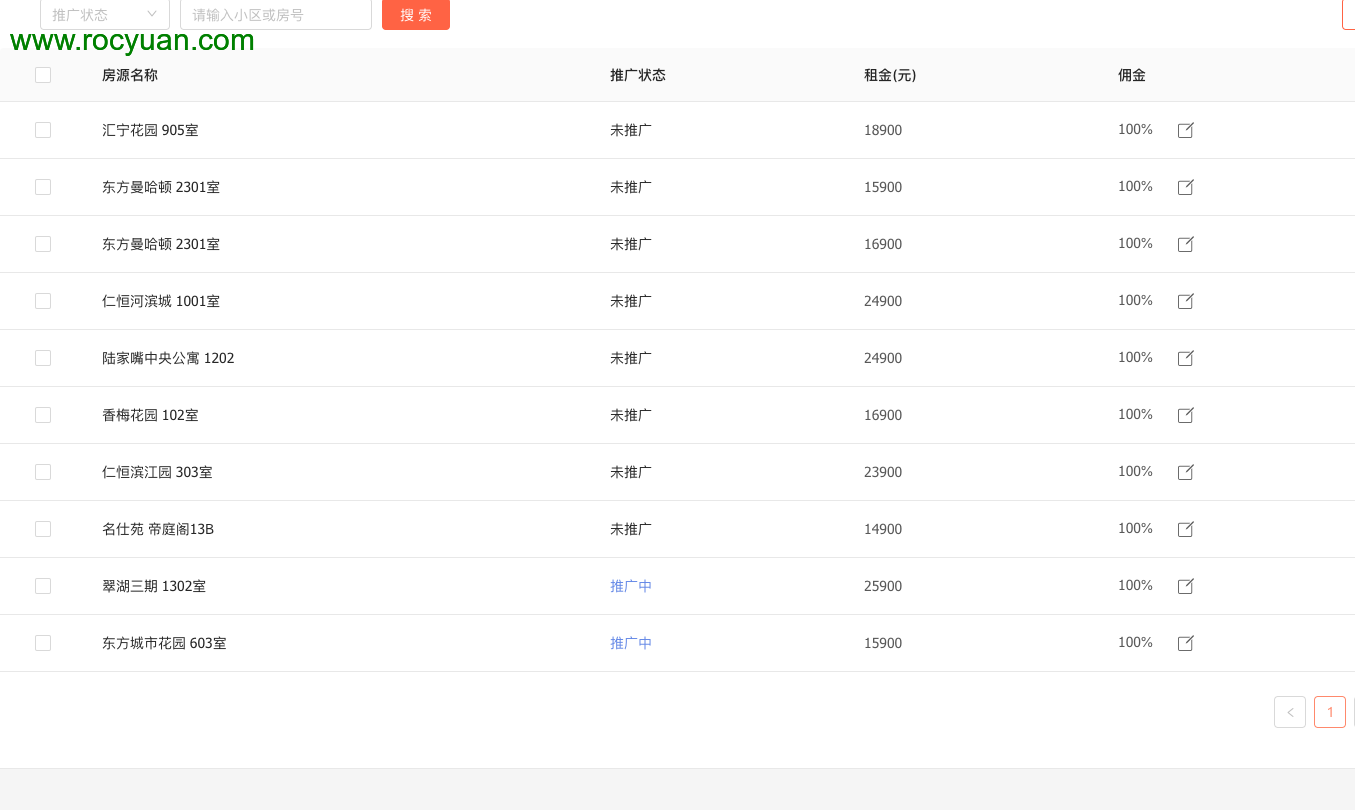 推广状态 请输入小区或房号 搜 索
www.rocyuan.com
房源名称 推广状态 租金(元) 佣金
汇宁花园 905室 未推广 18900 100%
东方曼哈顿 2301室 未推广 15900 100%
东方曼哈顿 2301室 未推广 16900 100%
仁恒河滨城 1001室 未推广 24900 100%
陆家嘴中央公寓 1202 未推广 24900 100%
香梅花园 102室 未推广 16900 100%
仁恒滨江园 303室 未推广 23900 100%
名仕苑 帝庭阁13B 未推广 14900 100%
翠湖三期 1302室 推广中 25900 100%
东方城市花园 603室 推广中 15900 100%
1